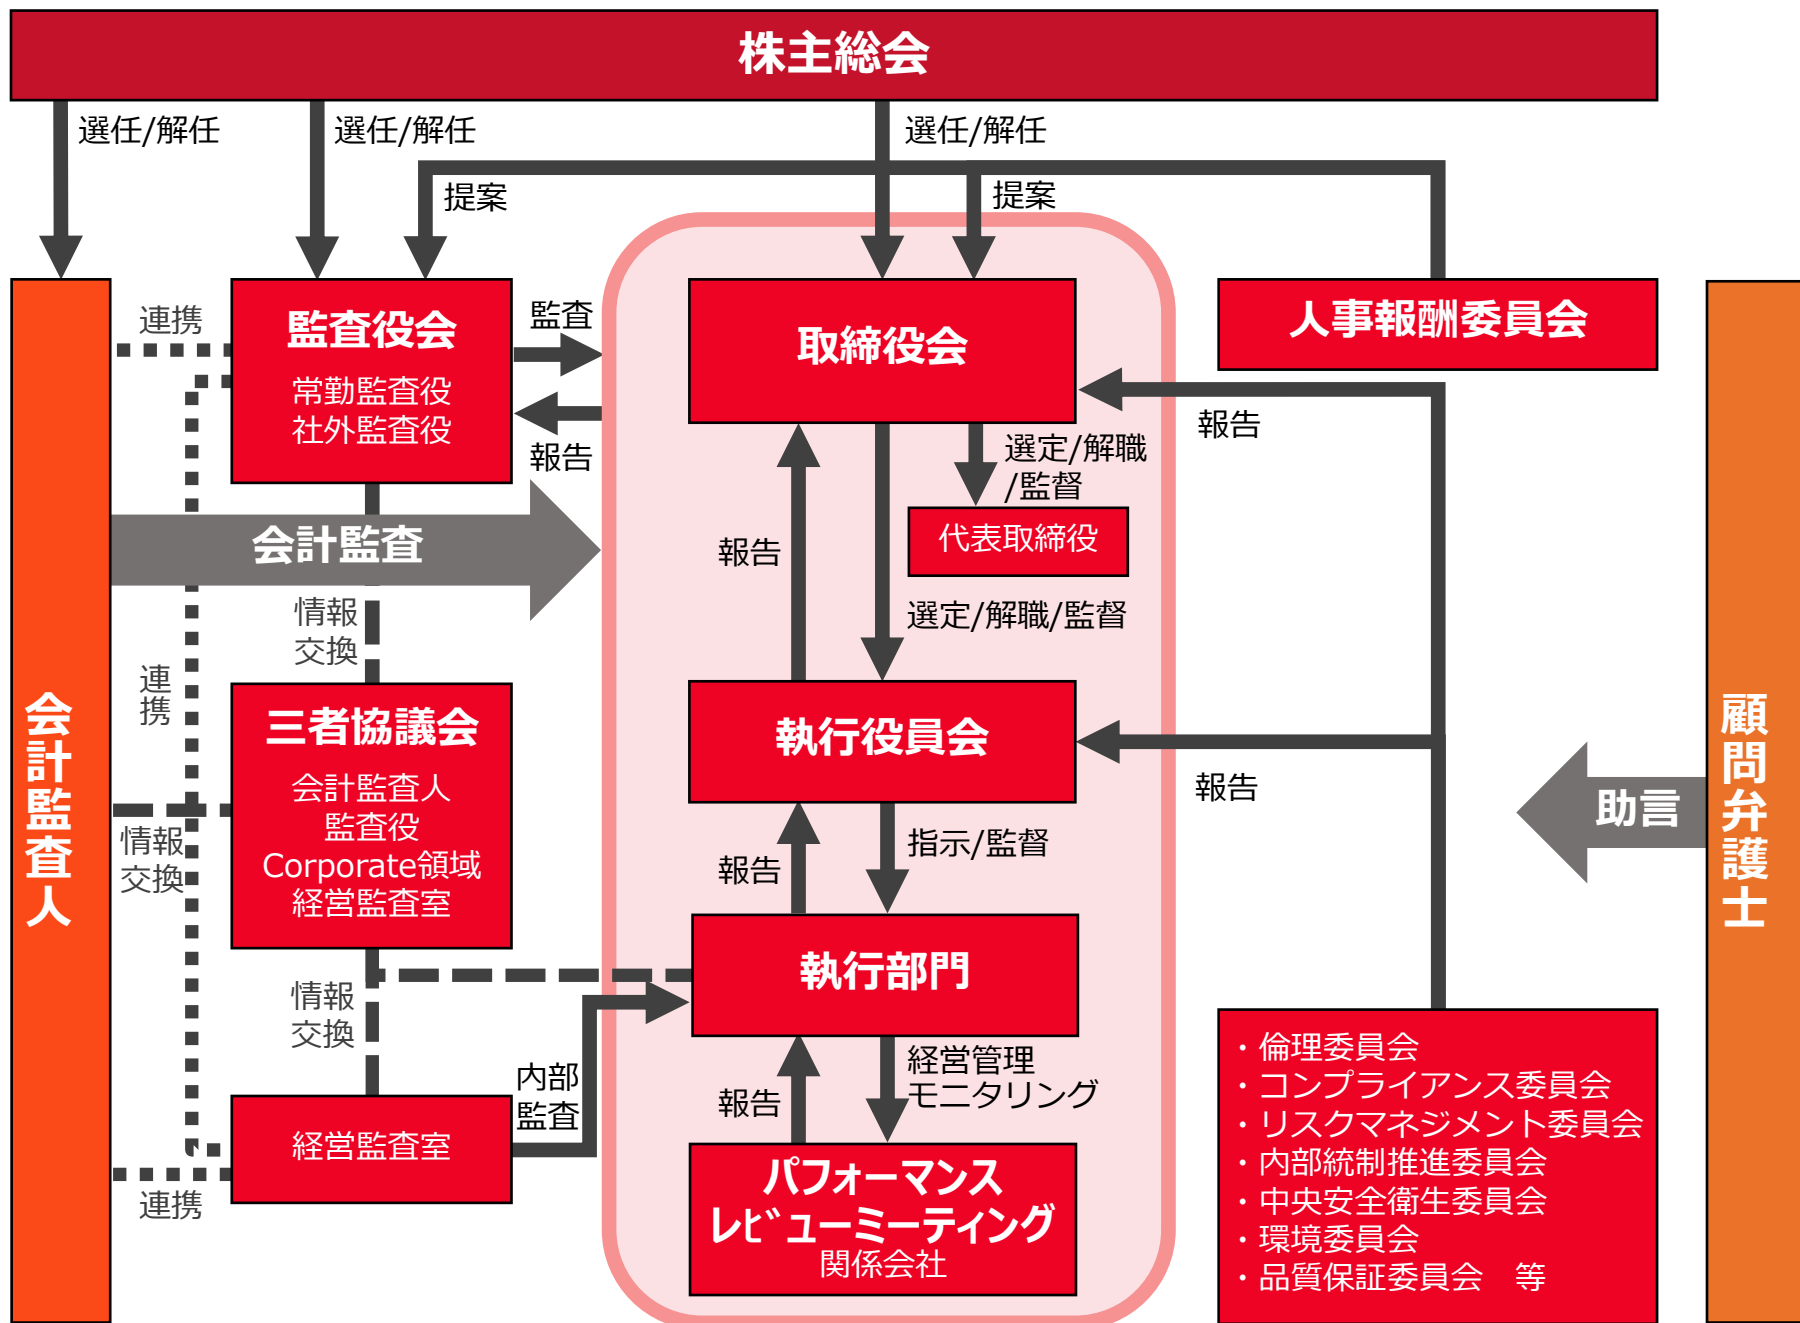 株主総会
選任/解任
選任/解任
選任/解任
提案
提案
連携
監査役会
常勤監査役
社外監査役
監査
報告
取締役会
人事報酬委員会
報告
選定/解職
/監督
代表取締役
会計監査
報告
選定/解職/監督
情報
交換
連携
三者協議会
会計監査人
監査役
Corporate領域
経営監査室
執行役員会
報告
会計監査人
情報
交換
報告
指示/監督
助言
顧問弁護士
執行部門
情報
交換
内部
監査
報告
経営管理
モニタリング
経営監査室
連携
パフォーマンス
レビューミーティング
関係会社
・倫理委員会
・コンプライアンス委員会
・リスクマネジメント委員会
・内部統制推進委員会
・中央安全衛生委員会
・環境委員会
・品質保証委員会　等